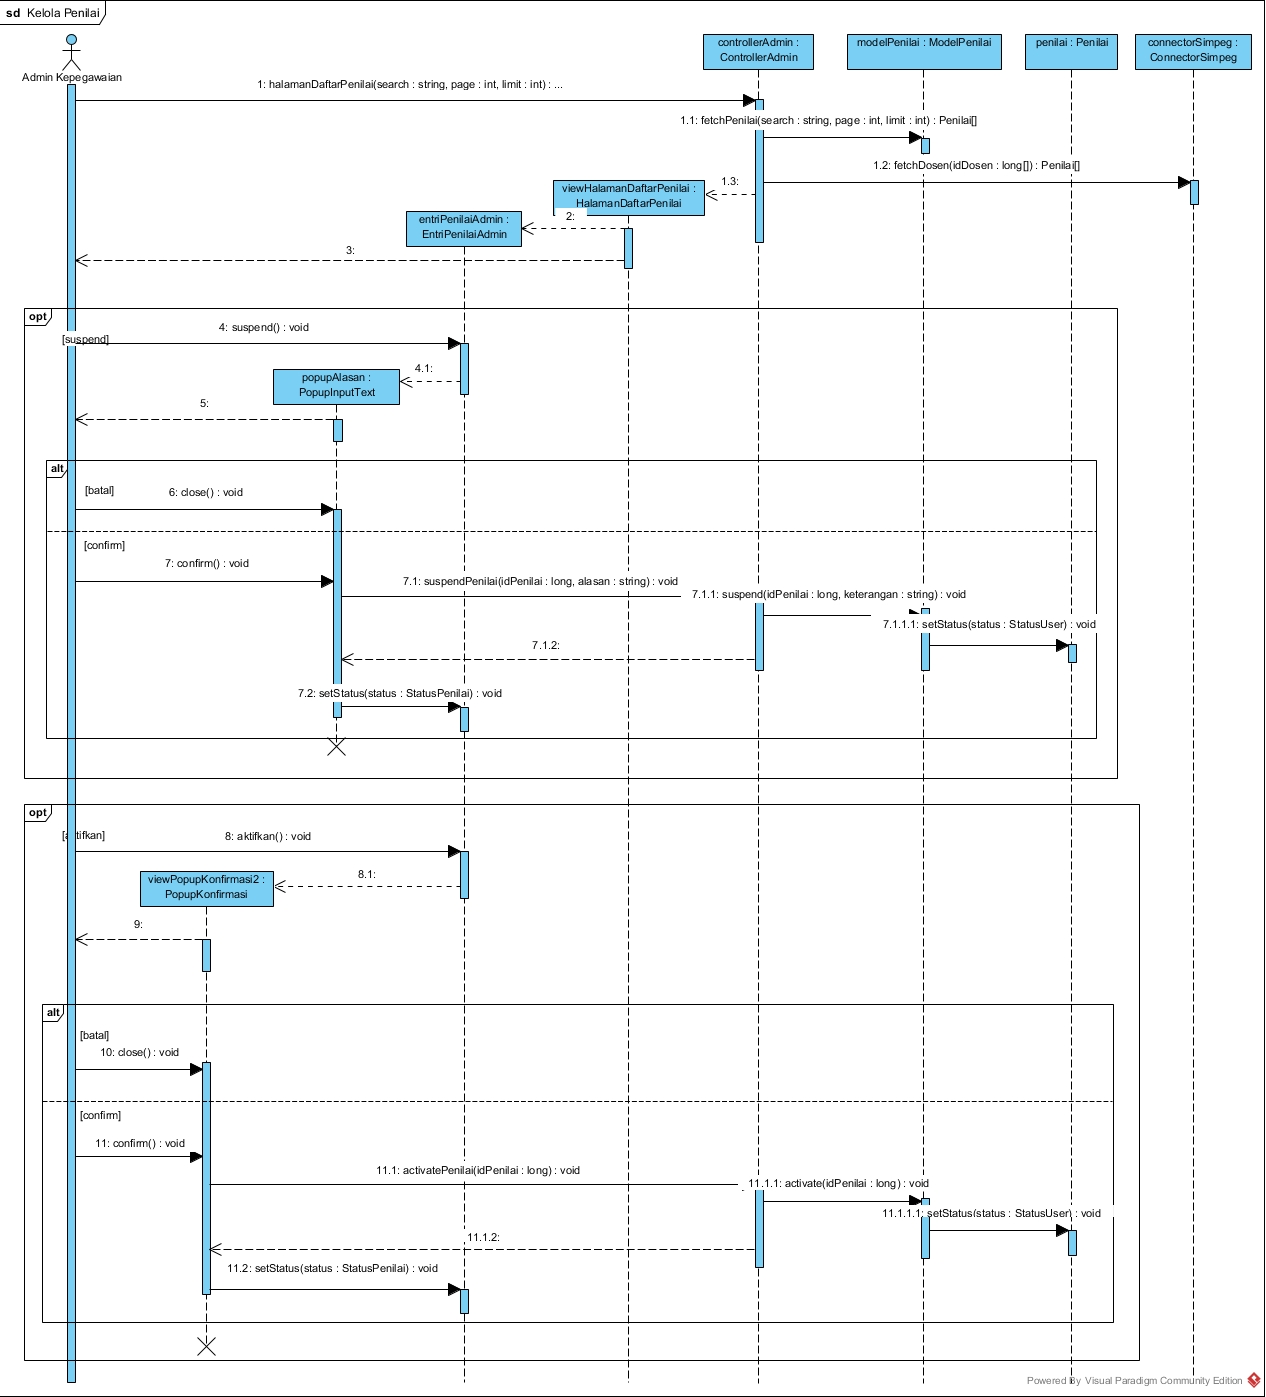 sd Kelola Penilai
Admin Kepegawaian
controllerAdmin :
ControllerAdmin
modelPenilai : ModelPenilai
penilai : Penilai
connectorSimpeg :
ConnectorSimpeg
1: halamanDaftarPenilai(search : string, page : int, limit : int) : ...
1.1: fetchPenilai(search : string, page : int, limit : int) : Penilai[]
1.2: fetchDosen(idDosen : long[]) : Penilai[]
1.3:
viewHalamanDaftarPenilai :
HalamanDaftarPenilai
2:
entriPenilaiAdmin :
EntriPenilaiAdmin
3:
opt
[suspend]
4: suspend() : void
4.1:
popupAlasan :
PopupInputText
5:
alt
[batal]
6: close() : void
[confirm]
7: confirm() : void
7.1: suspendPenilai(idPenilai : long, alasan : string) : void
7.1.1: suspend(idPenilai : long, keterangan : string) : void
7.1.1.1: setStatus(status : StatusUser) : void
7.1.2:
7.2: setStatus(status : StatusPenilai) : void
opt
[aktifkan]
8: aktifkan() : void
8.1:
viewPopupKonfirmasi2 :
PopupKonfirmasi
9:
alt
[batal]
10: close() : void
[confirm]
11: confirm() : void
11.1: activatePenilai(idPenilai : long) : void
11.1.1: activate(idPenilai : long) : void
11.1.1.1: setStatus(status : StatusUser) : void
11.1.2:
11.2: setStatus(status : StatusPenilai) : void
Powered By Visual Paradigm Community Edition